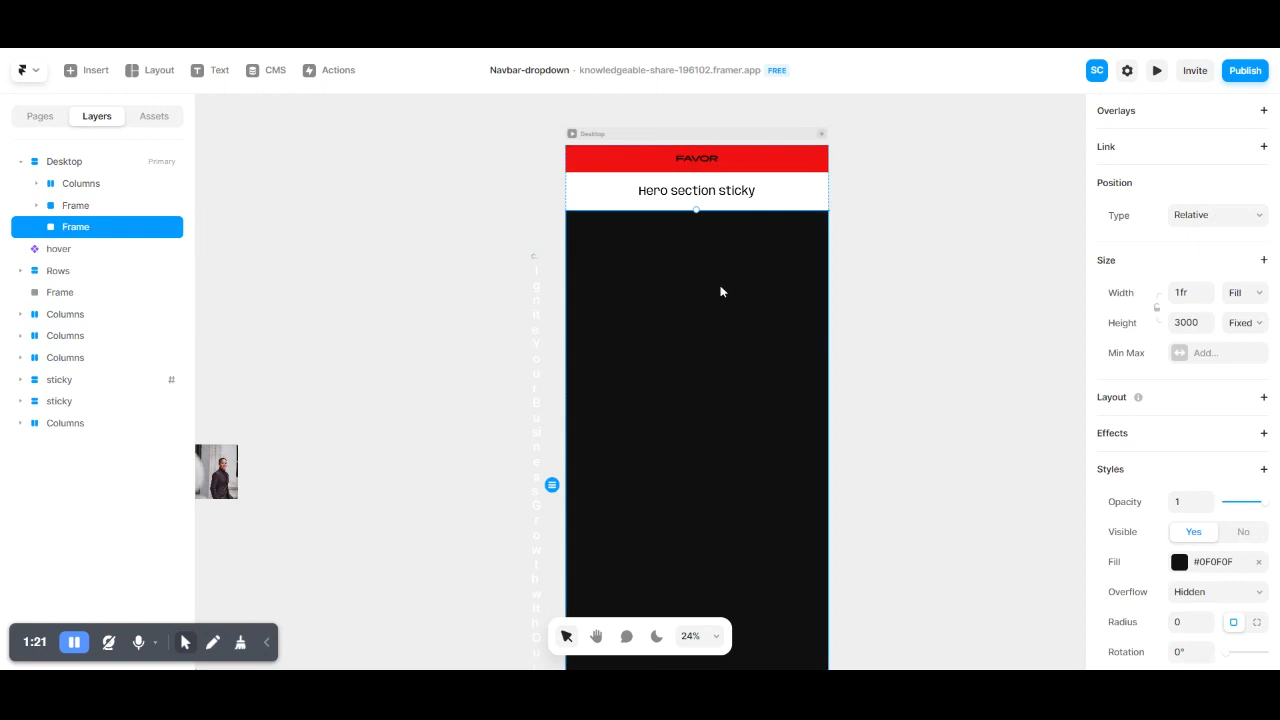 Insert
Layout
Text
CMS
Actions
Navbar-dropdown · knowledgeable-share-196102.framer.app FREE
SC
Invite
Publish
Pages
Layers
Assets
Desktop Primary
Columns
Frame
Frame
hover
Rows
Frame
Columns
Columns
Columns
sticky #
sticky
Columns
Desktop
FAVOR
Hero section sticky
C.
I
g
n
it
e
Y
o
u
r
B
u
si
n
e
s
s
G
r
o
w
t
h
w
it
h
O
u
24%
1:21
Overlays
Link
Position
Type Relative
Size
Width 1fr Fill
Height 3000 Fixed
Min Max Add...
Layout
Effects
Styles
Opacity 1
Visible Yes No
Fill #0F0F0F
Overflow Hidden
Radius 0
Rotation 0°